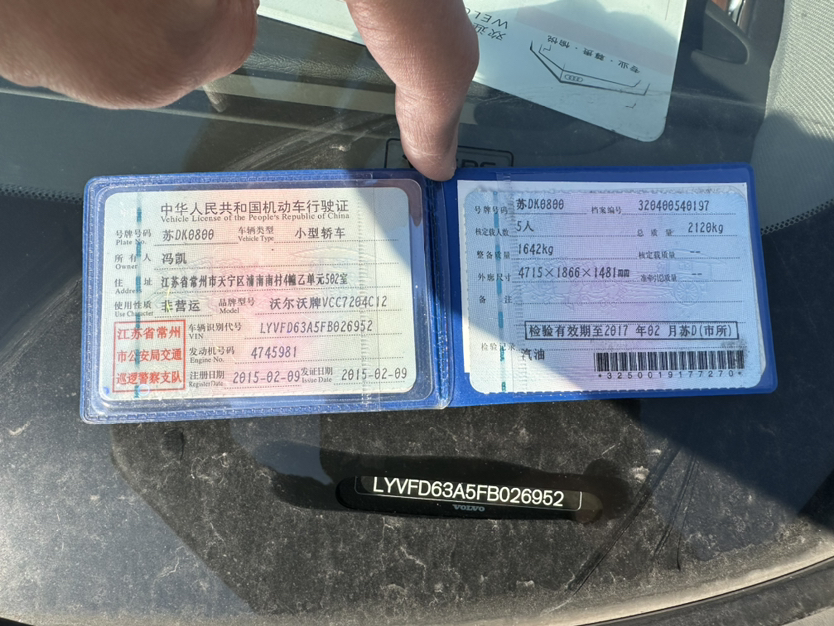 欢迎
WEL
专业·尊贵·愉悦
中华人民共和国机动车行驶证
Vehicle License of the People's Republic of China
号牌号码 苏DK0800 车辆类型 小型轿车
Plate No. Vehicle Type
所有人 冯凯
Owner
住址 江苏省常州市天宁区浦南南村4幢乙单元502室
Address
使用性质 非营运 品牌型号 沃尔沃牌VCC7204C12
Use Character Model
江苏省常州
市公安局交通
巡逻警察支队
车辆识别代号 LYVFD63A5FB026952
VIN
发动机号码 4745981
Engine No.
注册日期 2015-02-09 发证日期 2015-02-09
Register Date Issue Date
号牌号码 苏DK0800 档案编号 320400540197
核定载人数 5人 总质量 2120kg
整备质量 1642kg 核定载质量 --
外廓尺寸 4715×1866×1481mm 准牵引总质量 --
备注
检验有效期至2017年02月苏D(市所)
检验记录 汽油
*3250019177270*
LYVFD63A5FB026952
VOLVO